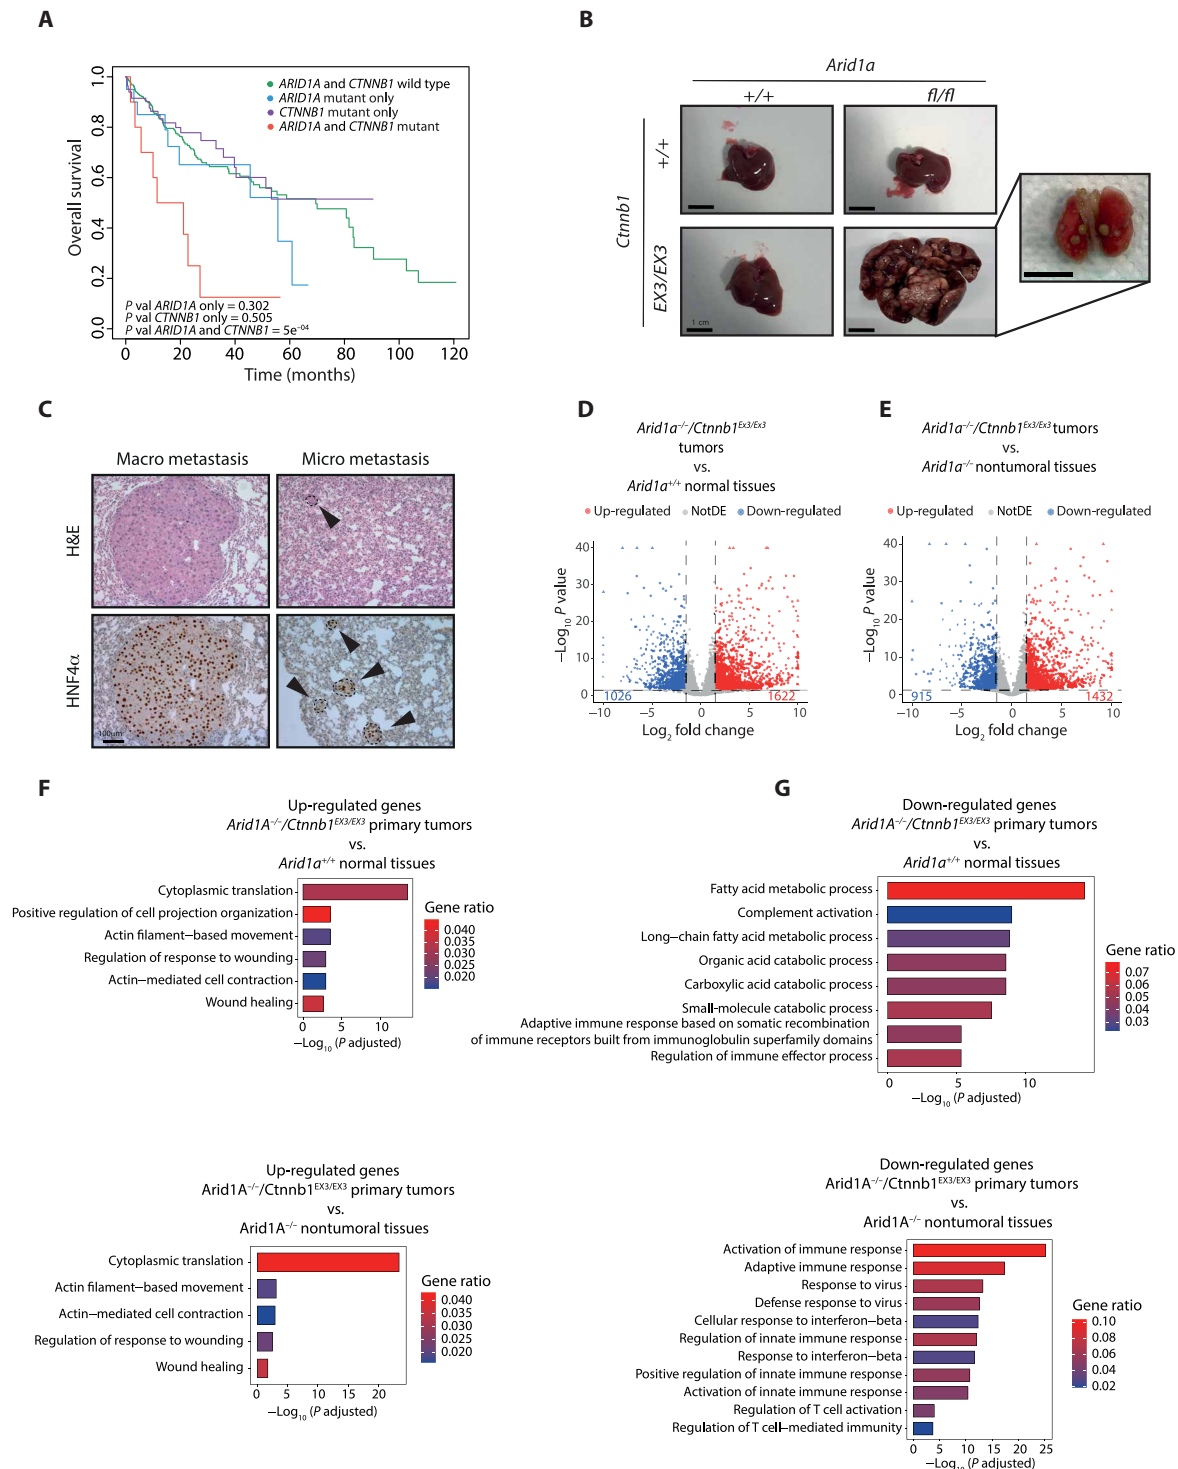 A
1.0
0.8
0.6
0.4
0.2
0.0
Overall survival
ARID1A and CTNNB1 wild type
ARID1A mutant only
CTNNB1 mutant only
ARID1A and CTNNB1 mutant
P val ARID1A only = 0.302
P val CTNNB1 only = 0.505
P val ARID1A and CTNNB1 = 5e⁻⁰⁴
0 20 40 60 80 100 120
Time (months)
B
Arid1a
+/+ fl/fl
Ctnnb1
+/+
EX3/EX3
1 cm
C
Macro metastasis Micro metastasis
H&E
HNF4α
100μm
D
Arid1a⁻/⁻/Ctnnb1ᴱˣ³/ᴱˣ³
tumors
vs.
Arid1a⁺/⁺ normal tissues
Up-regulated NotDE Down-regulated
−Log₁₀ P value
40
30
20
10
0
1026 1622
−10 −5 0 5 10
Log₂ fold change
E
Arid1a⁻/⁻/Ctnnb1ᴱˣ³/ᴱˣ³ tumors
vs.
Arid1a⁻/⁻ nontumoral tissues
Up-regulated NotDE Down-regulated
−Log₁₀ P value
40
30
20
10
0
915 1432
−10 −5 0 5 10
Log₂ fold change
F
Up-regulated genes
Arid1A⁻/⁻/Ctnnb1ᴱˣ³/ᴱˣ³ primary tumors
vs.
Arid1a⁺/⁺ normal tissues
Cytoplasmic translation
Positive regulation of cell projection organization
Actin filament−based movement
Regulation of response to wounding
Actin−mediated cell contraction
Wound healing
0 5 10
−Log₁₀ (P adjusted)
Gene ratio
0.040
0.035
0.030
0.025
0.020
Up-regulated genes
Arid1A⁻/⁻/Ctnnb1ᴱˣ³/ᴱˣ³ primary tumors
vs.
Arid1A⁻/⁻ nontumoral tissues
Cytoplasmic translation
Actin filament−based movement
Actin−mediated cell contraction
Regulation of response to wounding
Wound healing
0 5 10 15 20
−Log₁₀ (P adjusted)
Gene ratio
0.040
0.035
0.030
0.025
0.020
G
Down-regulated genes
Arid1A⁻/⁻/Ctnnb1ᴱˣ³/ᴱˣ³ primary tumors
vs.
Arid1a⁺/⁺ normal tissues
Fatty acid metabolic process
Complement activation
Long−chain fatty acid metabolic process
Organic acid catabolic process
Carboxylic acid catabolic process
Small-molecule catabolic process
Adaptive immune response based on somatic recombination
of immune receptors built from immunoglobulin superfamily domains
Regulation of immune effector process
0 5 10
−Log₁₀ (P adjusted)
Gene ratio
0.07
0.06
0.05
0.04
0.03
Down-regulated genes
Arid1A⁻/⁻/Ctnnb1ᴱˣ³/ᴱˣ³ primary tumors
vs.
Arid1A⁻/⁻ nontumoral tissues
Activation of immune response
Adaptive immune response
Response to virus
Defense response to virus
Cellular response to interferon−beta
Regulation of innate immune response
Response to interferon−beta
Positive regulation of innate immune response
Activation of innate immune response
Regulation of T cell activation
Regulation of T cell−mediated immunity
0 5 10 15 20 25
−Log₁₀ (P adjusted)
Gene ratio
0.10
0.08
0.06
0.04
0.02